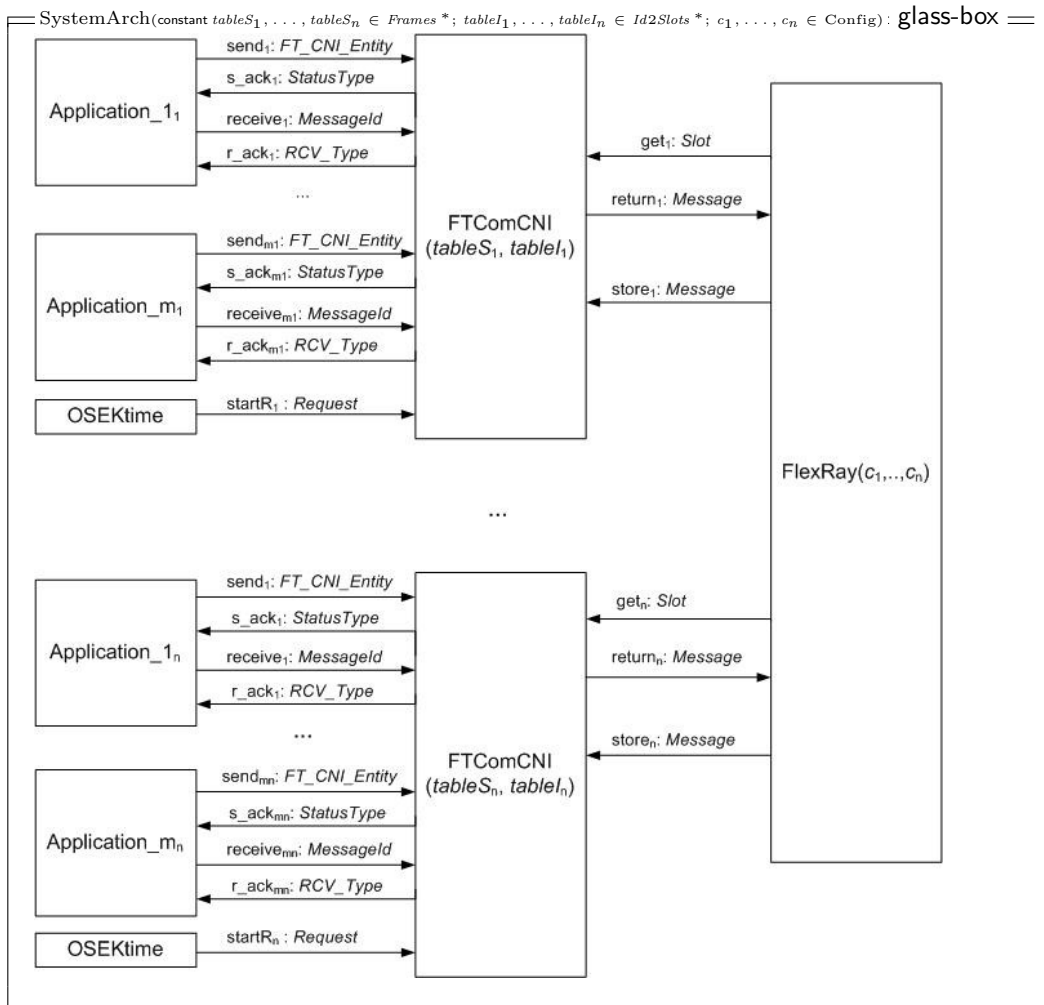 SystemArch(constant tableS₁, . . . , tableSₙ ∈ Frames *; tableI₁, . . . , tableIₙ ∈ Id2Slots *; c₁, . . . , cₙ ∈ Config) : glass-box
Application_1₁
send₁: FT_CNI_Entity
s_ack₁: StatusType
receive₁: MessageId
r_ack₁: RCV_Type
...
Application_m₁
sendₘ₁: FT_CNI_Entity
s_ackₘ₁: StatusType
receiveₘ₁: MessageId
r_ackₘ₁: RCV_Type
OSEKtime
startR₁ : Request
FTComCNI
(tableS₁, tableI₁)
get₁: Slot
return₁: Message
store₁: Message
FlexRay(c₁,..,cₙ)
...
Application_1ₙ
send₁: FT_CNI_Entity
s_ack₁: StatusType
receive₁: MessageId
r_ack₁: RCV_Type
...
Application_mₙ
sendₘₙ: FT_CNI_Entity
s_ackₘₙ: StatusType
receiveₘₙ: MessageId
r_ackₘₙ: RCV_Type
OSEKtime
startRₙ : Request
FTComCNI
(tableSₙ, tableIₙ)
getₙ: Slot
returnₙ: Message
storeₙ: Message